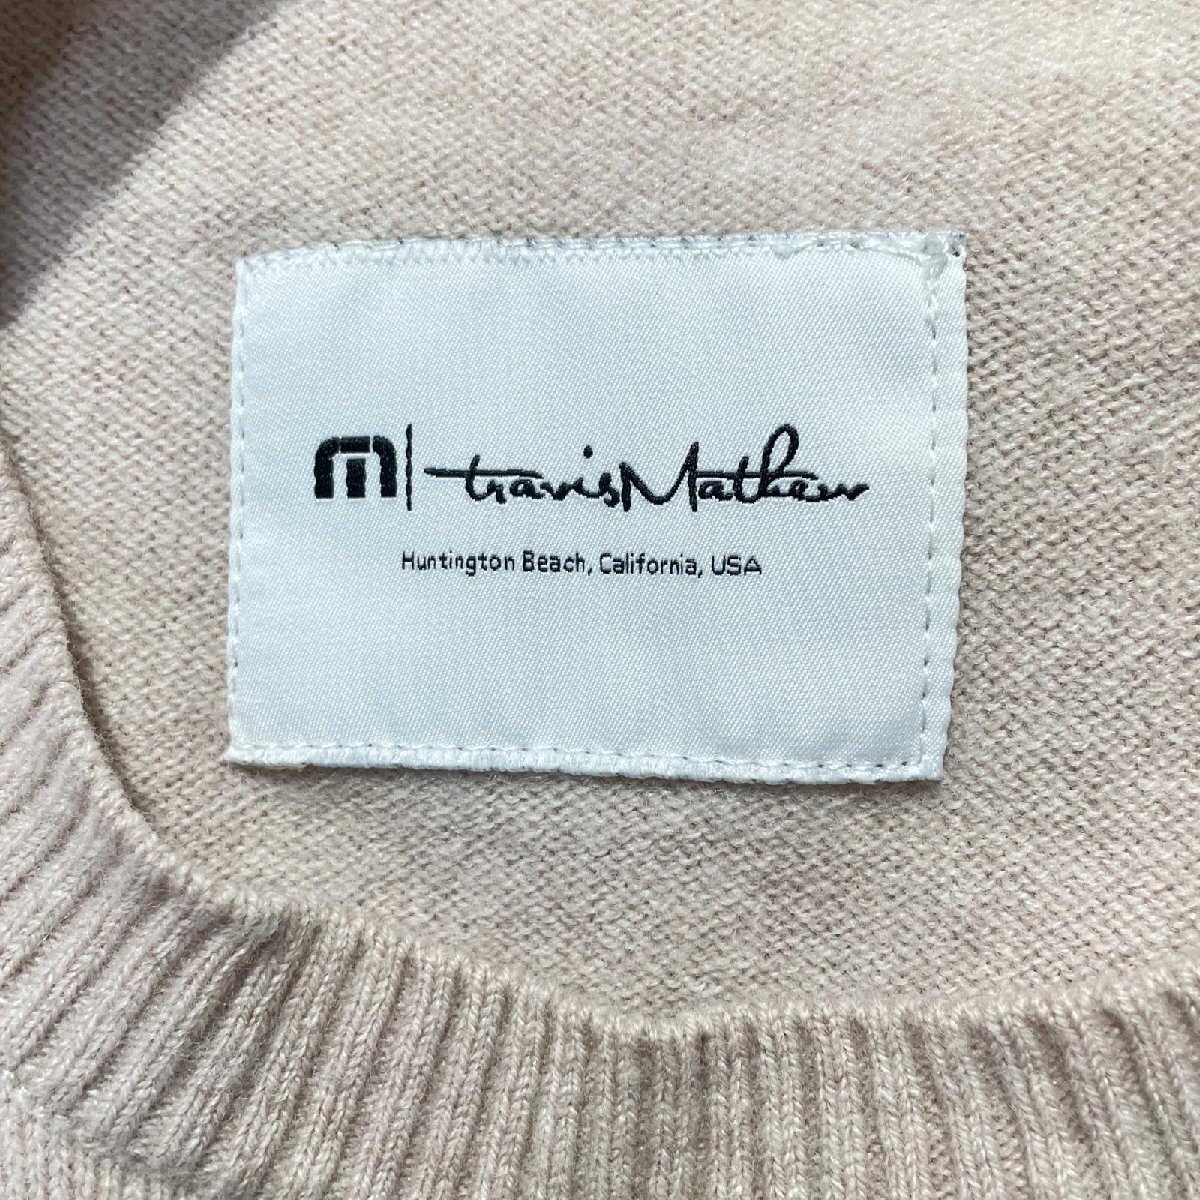 travisMathew
Huntington Beach, California, USA